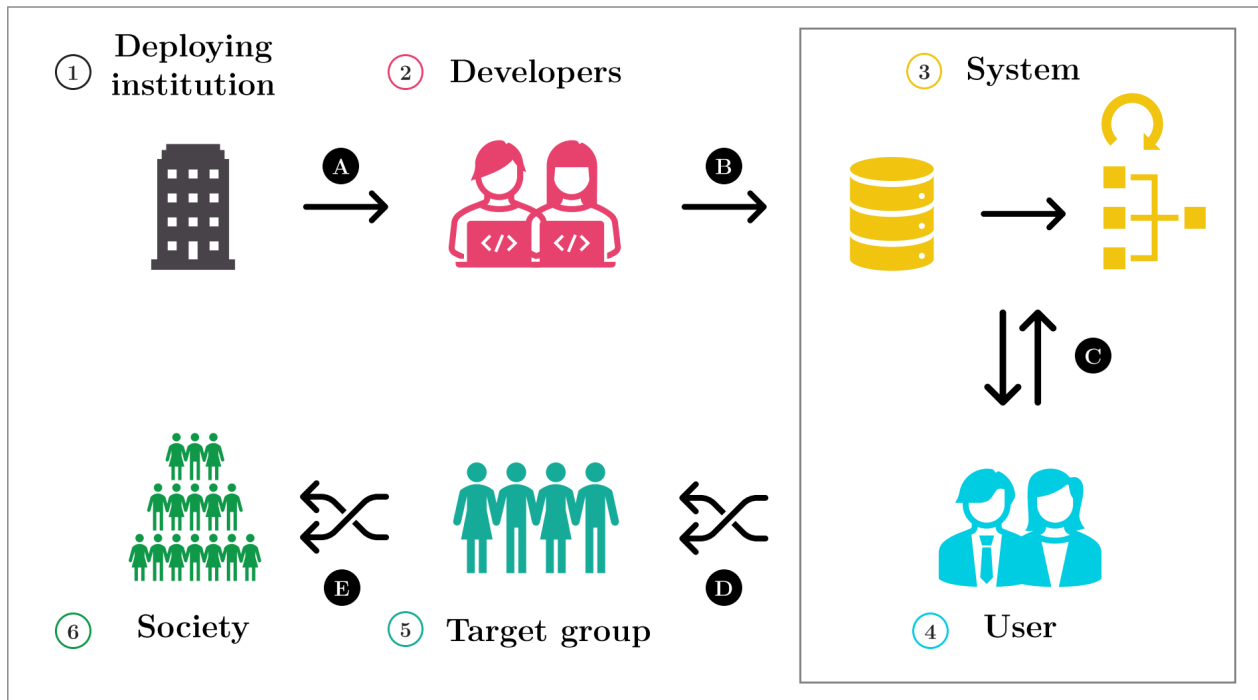 1 Deploying
institution
2 Developers
3 System
A
B
</> </>
C
E
D
6 Society
5 Target group
4 User